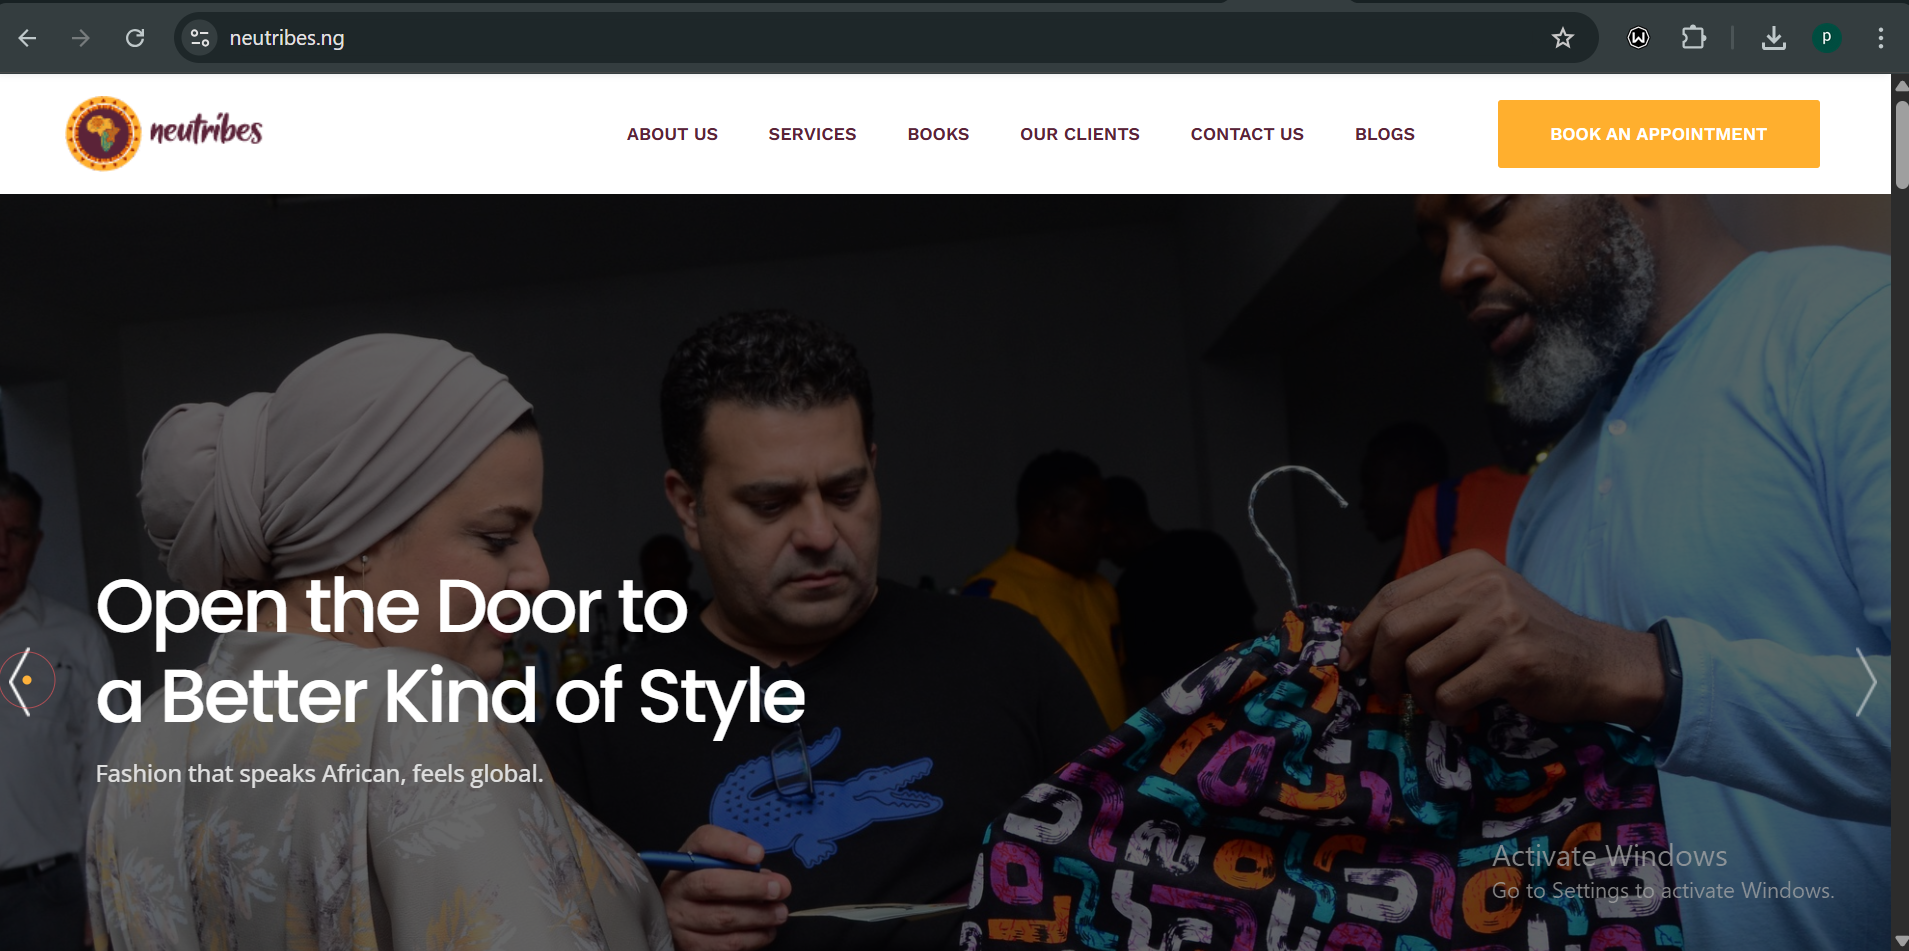 neutribes.ng
W
p
neutribes
ABOUT US
SERVICES
BOOKS
OUR CLIENTS
CONTACT US
BLOGS
BOOK AN APPOINTMENT
Open the Door to
a Better Kind of Style
Fashion that speaks African, feels global.
Activate Windows
Go to Settings to activate Windows.